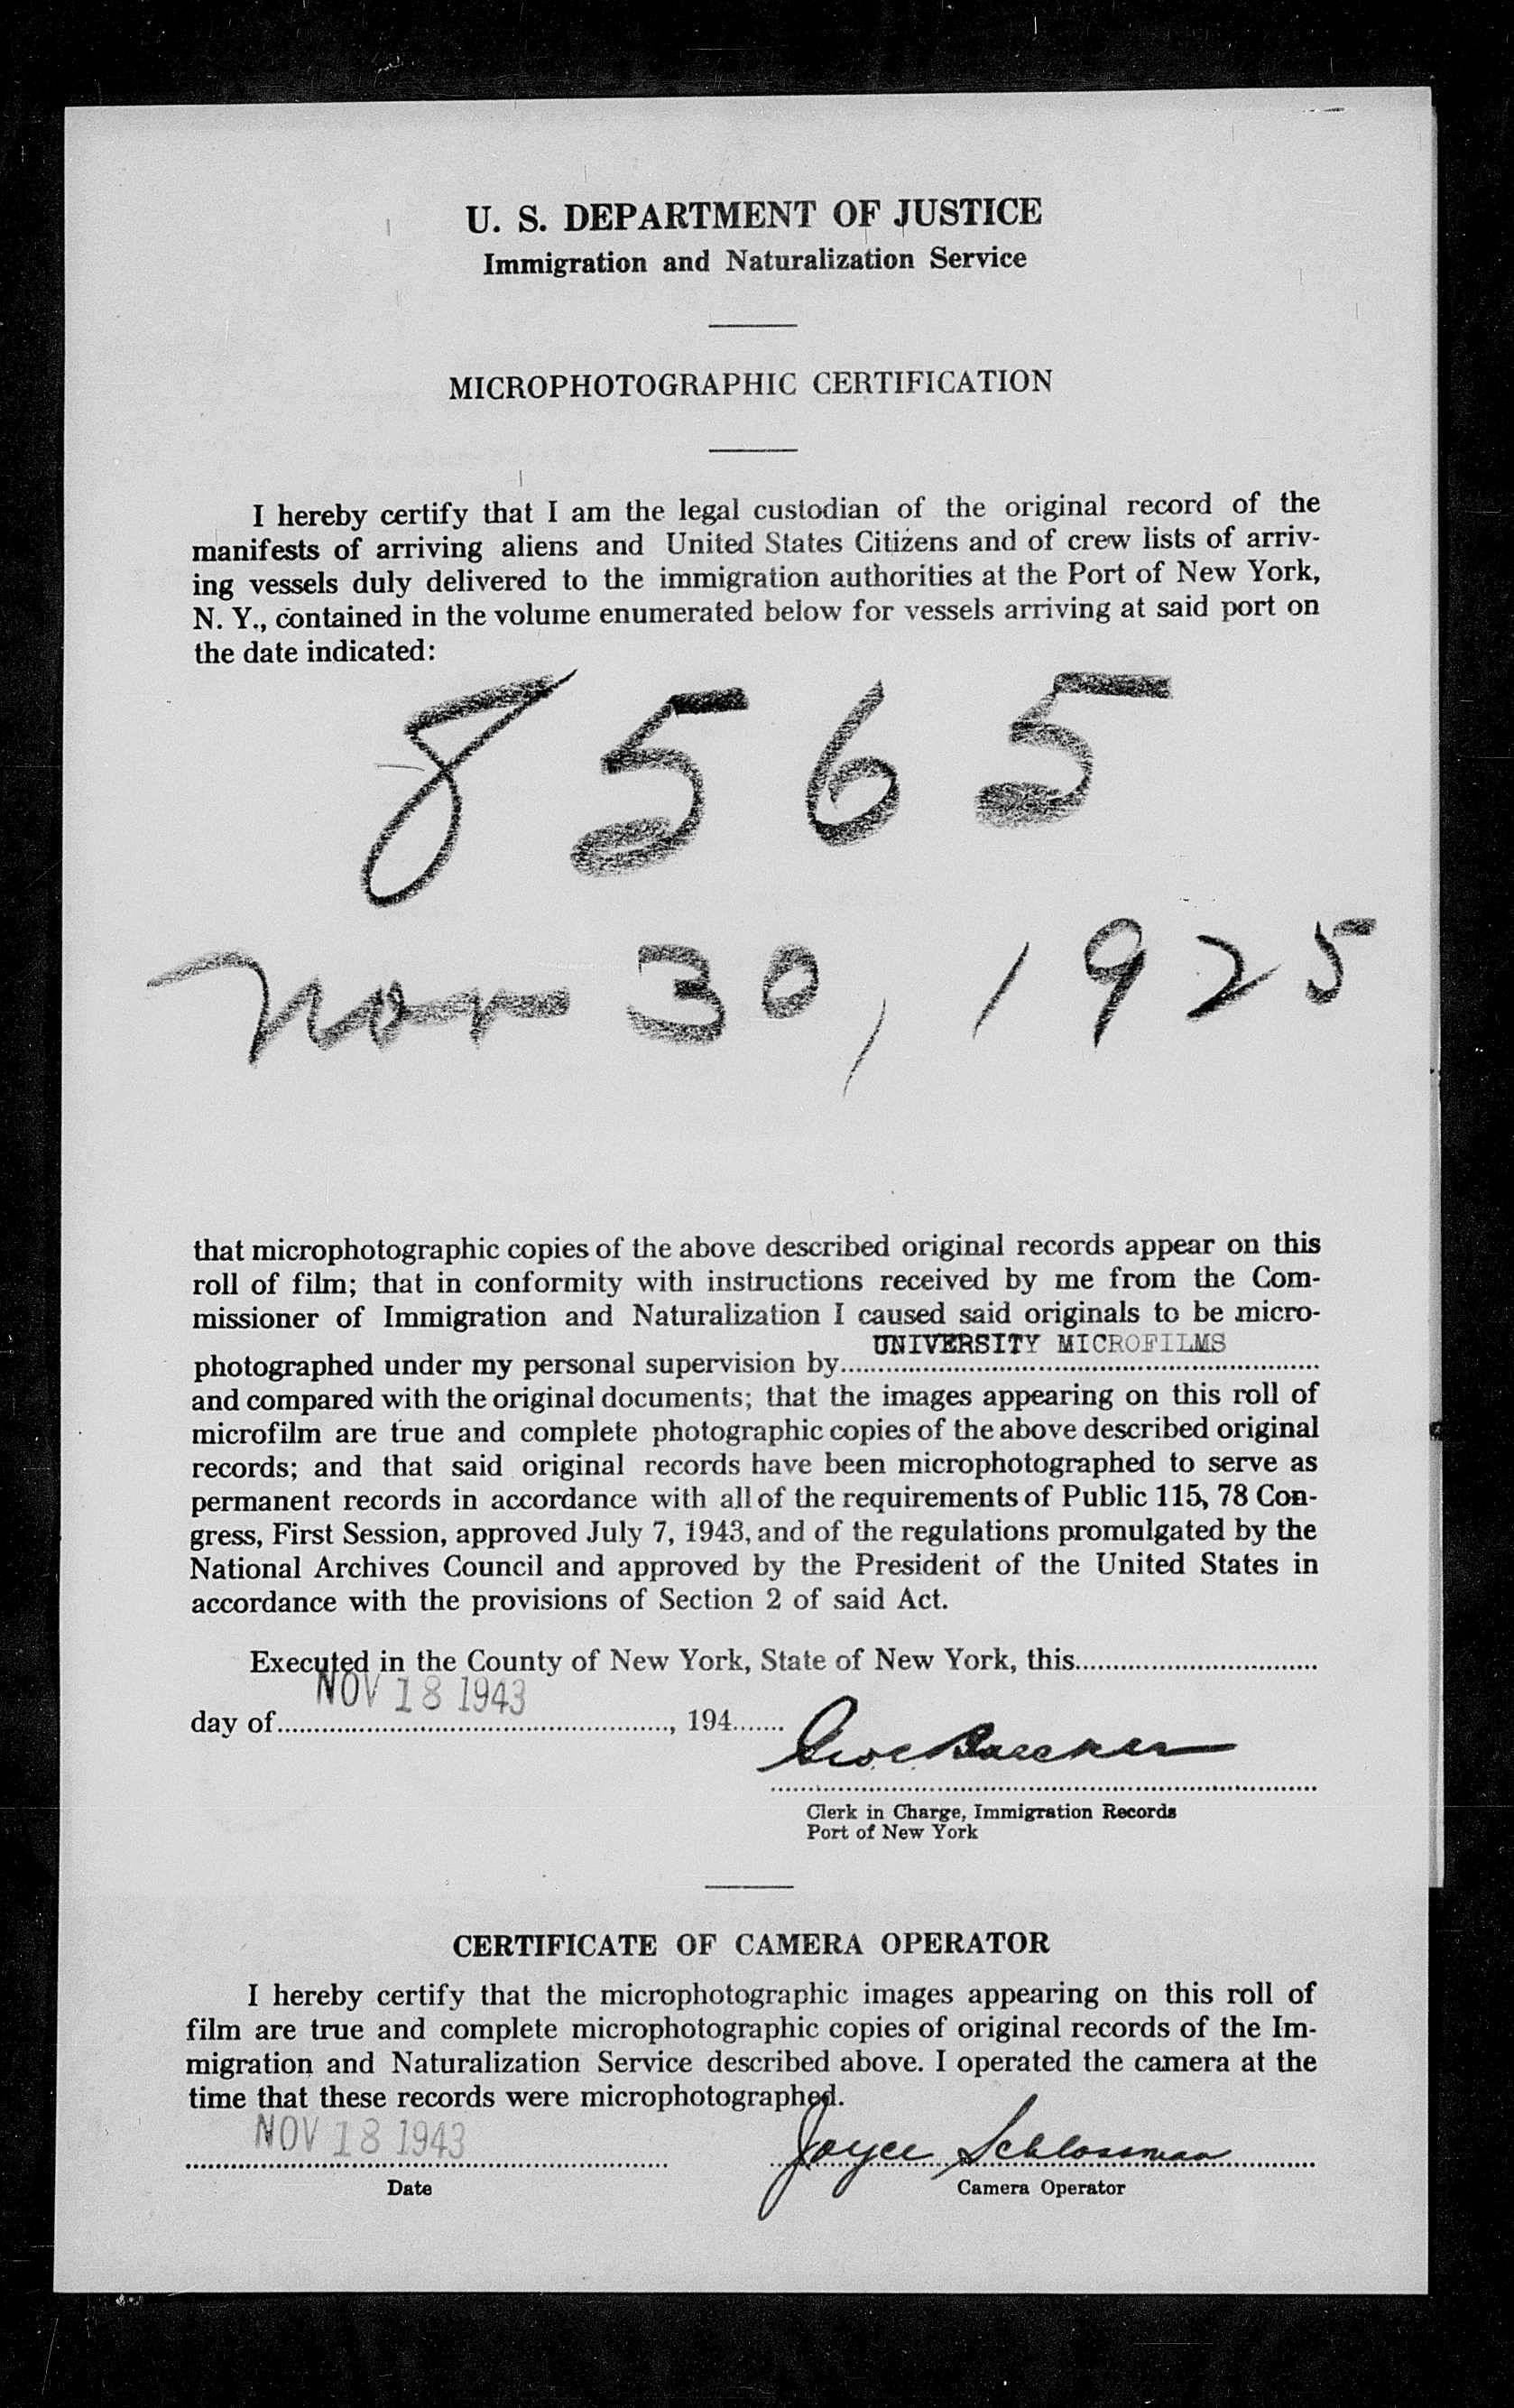 U. S. DEPARTMENT OF JUSTICE
Immigration and Naturalization Service
MICROPHOTOGRAPHIC CERTIFICATION
I hereby certify that I am the legal custodian of the original record of the
manifests of arriving aliens and United States Citizens and of crew lists of arriv-
ing vessels duly delivered to the immigration authorities at the Port of New York,
N. Y., contained in the volume enumerated below for vessels arriving at said port on
the date indicated:
8565
Nov 30, 1925
that microphotographic copies of the above described original records appear on this
roll of film; that in conformity with instructions received by me from the Com-
missioner of Immigration and Naturalization I caused said originals to be micro-
UNIVERSITY MICROFILMS
photographed under my personal supervision by
and compared with the original documents; that the images appearing on this roll of
microfilm are true and complete photographic copies of the above described original
records; and that said original records have been microphotographed to serve as
permanent records in accordance with all of the requirements of Public 115, 78 Con-
gress, First Session, approved July 7, 1943, and of the regulations promulgated by the
National Archives Council and approved by the President of the United States in
accordance with the provisions of Section 2 of said Act.
Executed in the County of New York, State of New York, this
NOV 18 1943
day of, 194
Clerk in Charge, Immigration Records
Port of New York
CERTIFICATE OF CAMERA OPERATOR
I hereby certify that the microphotographic images appearing on this roll of
film are true and complete microphotographic copies of original records of the Im-
migration and Naturalization Service described above. I operated the camera at the
time that these records were microphotographed.
NOV 18 1943
Joyce Schlossman
Date
Camera Operator